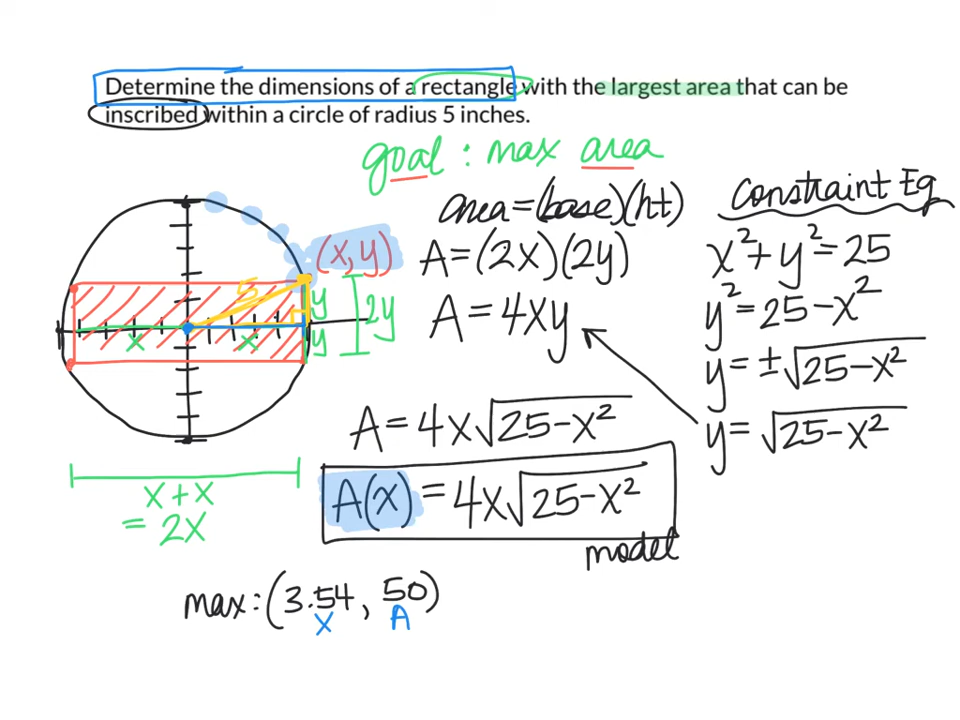 Determine the dimensions of a rectangle with the largest area that can be
inscribed within a circle of radius 5 inches.
goal : max area
area = (base)(ht)
A = (2x)(2y)
A = 4xy
Constraint Eq
x² + y² = 25
y² = 25 - x²
y = ±√25-x²
y = √25-x²
(x, y)
5
y
y
2y
x
x
x + x
= 2x
A = 4x√25-x²
A(x) = 4x√25-x²
model
max: (3.54, 50)
x A